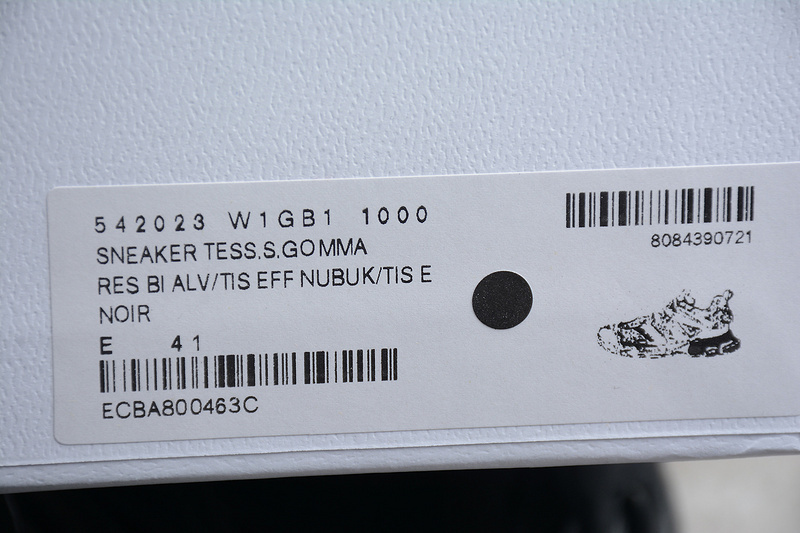 542023 W1GB1 1000
SNEAKER TESS.S.GOMMA
RES BI ALV/TIS EFF NUBUK/TIS E
NOIR
E 41
ECBA800463C
8084390721